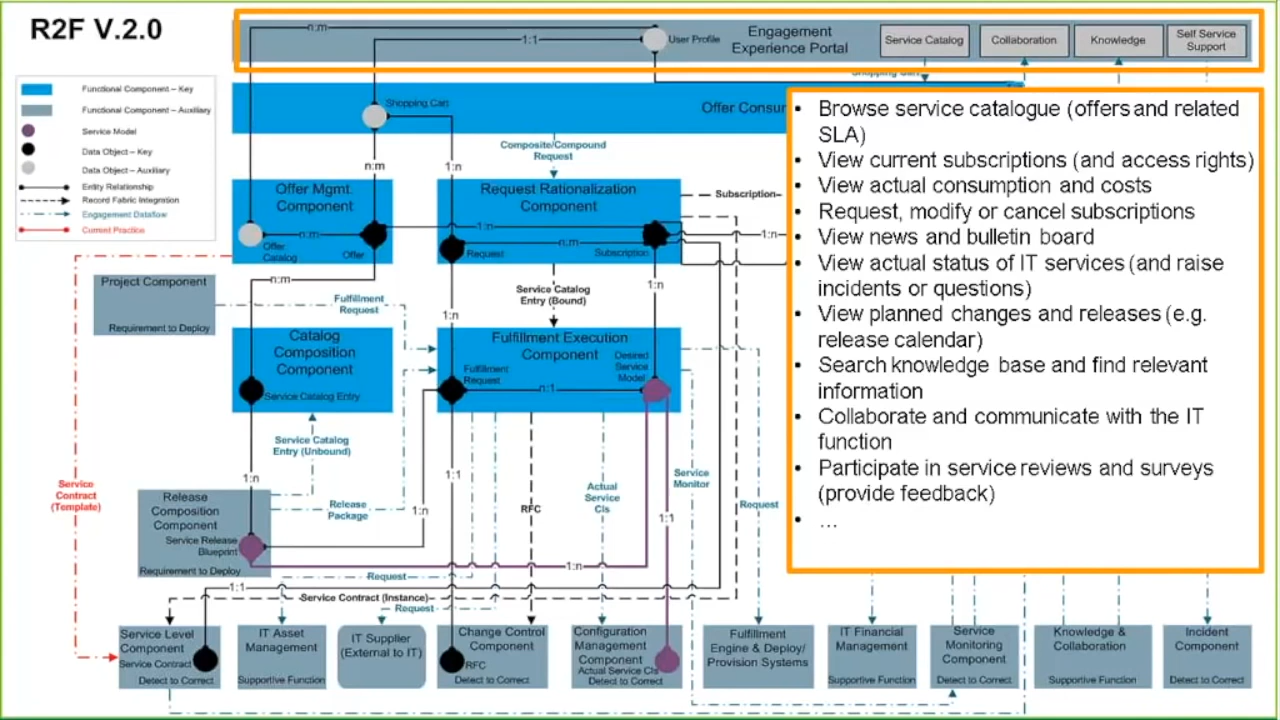 R2F V.2.0
n:m
1:1
User Profile
Engagement
Experience Portal
Service Catalog
Collaboration
Knowledge
Self Service
Support
Functional Component – Key
Functional Component – Auxiliary
Service Model
Data Object – Key
Data Object – Auxiliary
Entity Relationship
Record Fabric Integration
Engagement Dataflow
Current Practice
Shopping Cart
Offer Consu
n:m
1:n
Composite/Compound
Request
Offer Mgmt.
Component
n:m
Offer
Catalog
Offer
Request Rationalization
Component
1:n
n:m
Request
Subscription
Subscription
1:n
n:m
Project Component
Requirement to Deploy
Fulfillment
Request
Service Catalog
Entry (Bound)
1:n
1:n
Catalog
Composition
Component
Service Catalog Entry
Fulfillment Execution
Component
Fulfillment
Request
Desired
Service
Model
n:1
Service Catalog
Entry (Unbound)
1:n
1:1
Service
Contract
(Template)
Release
Composition
Component
Service Release
Blueprint
Requirement to Deploy
Release
Package
1:n
RFC
Actual
Service
CIs
Service
Monitor
1:1
Request
1:n
Request
1:1
Service Contract (Instance)
Request
Service Level
Component
Service Contract
Detect to Correct
IT Asset
Management
Supportive Function
IT Supplier
(External to IT)
Change Control
Component
RFC
Detect to Correct
Configuration
Management
Component
Actual Service CIs
Detect to Correct
Fulfillment
Engine & Deploy/
Provision Systems
IT Financial
Management
Supportive Function
Service
Monitoring
Component
Detect to Correct
Knowledge &
Collaboration
Supportive Function
Incident
Component
Detect to Correct
• Browse service catalogue (offers and related
SLA)
• View current subscriptions (and access rights)
• View actual consumption and costs
• Request, modify or cancel subscriptions
• View news and bulletin board
• View actual status of IT services (and raise
incidents or questions)
• View planned changes and releases (e.g.
release calendar)
• Search knowledge base and find relevant
information
• Collaborate and communicate with the IT
function
• Participate in service reviews and surveys
(provide feedback)
• …